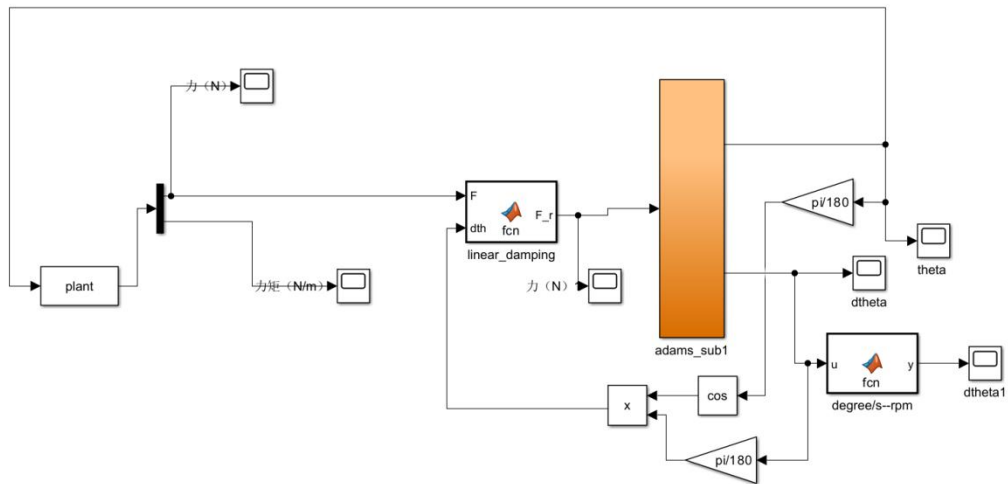 力（N）
F
dth
fcn
F_r
linear_damping
pi/180
theta
plant
力矩（N/m）
力（N）1
dtheta
adams_sub1
u
fcn
y
degree/s--rpm
dtheta1
x
cos
pi/180